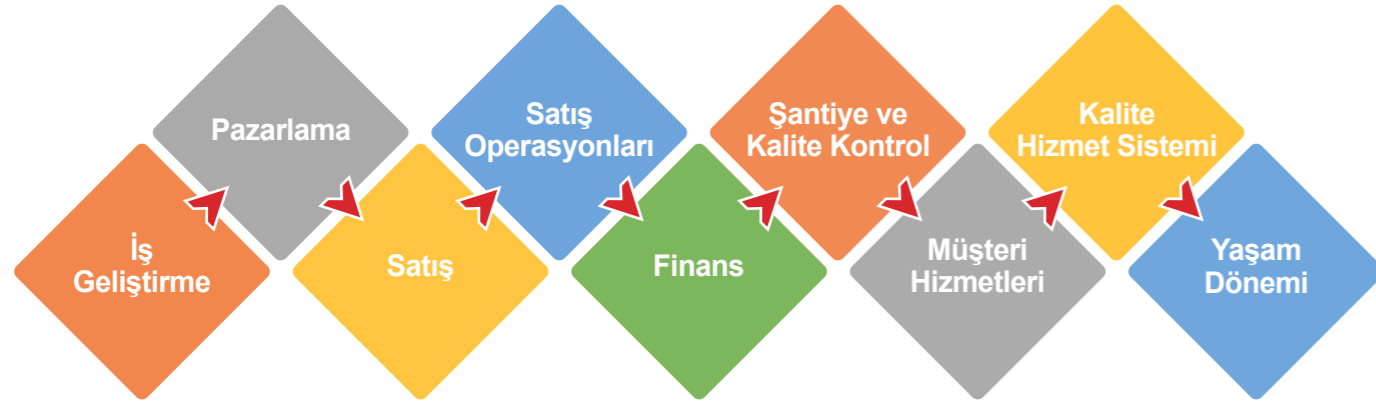 İş
Geliştirme
Pazarlama
Satış
Satış
Operasyonları
Finans
Şantiye ve
Kalite Kontrol
Müşteri
Hizmetleri
Kalite
Hizmet Sistemi
Yaşam
Dönemi